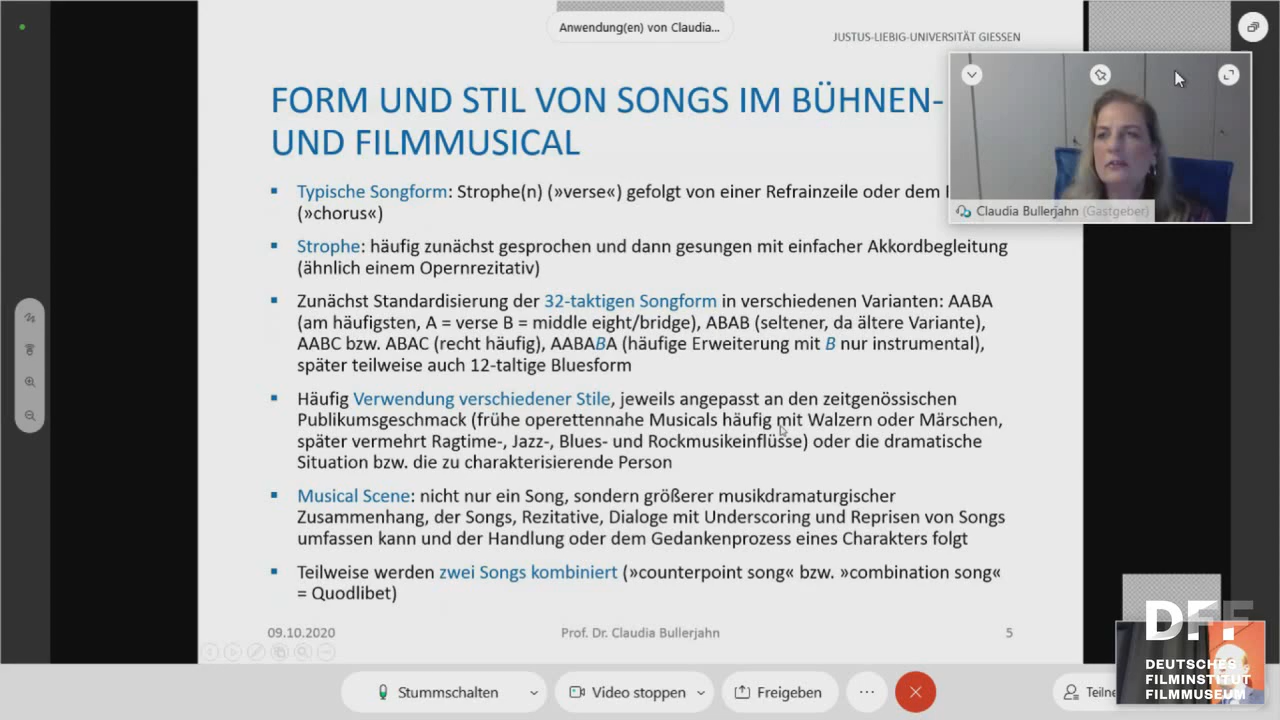 Anwendung(en) von Claudia...
JUSTUS-LIEBIG-UNIVERSITÄT GIESSEN
FORM UND STIL VON SONGS IM BÜHNEN-
UND FILMMUSICAL
Typische Songform: Strophe(n) (»verse«) gefolgt von einer Refrainzeile oder dem
(»chorus«)
Claudia Bullerjahn (Gastgeber)
Strophe: häufig zunächst gesprochen und dann gesungen mit einfacher Akkordbegleitung
(ähnlich einem Opernrezitativ)
Zunächst Standardisierung der 32-taktigen Songform in verschiedenen Varianten: AABA
(am häufigsten, A = verse B = middle eight/bridge), ABAB (seltener, da ältere Variante),
AABC bzw. ABAC (recht häufig), AABABA (häufige Erweiterung mit B nur instrumental),
später teilweise auch 12-taltige Bluesform
Häufig Verwendung verschiedener Stile, jeweils angepasst an den zeitgenössischen
Publikumsgeschmack (frühe operettennahe Musicals häufig mit Walzern oder Märschen,
später vermehrt Ragtime-, Jazz-, Blues- und Rockmusikeinflüsse) oder die dramatische
Situation bzw. die zu charakterisierende Person
Musical Scene: nicht nur ein Song, sondern größerer musikdramaturgischer
Zusammenhang, der Songs, Rezitative, Dialoge mit Underscoring und Reprisen von Songs
umfassen kann und der Handlung oder dem Gedankenprozess eines Charakters folgt
Teilweise werden zwei Songs kombiniert (»counterpoint song« bzw. »combination song«
= Quodlibet)
09.10.2020
Prof. Dr. Claudia Bullerjahn
5
Stummschalten
Video stoppen
Freigeben
Teilne
DFF
DEUTSCHES
FILMINSTITUT
FILMMUSEUM